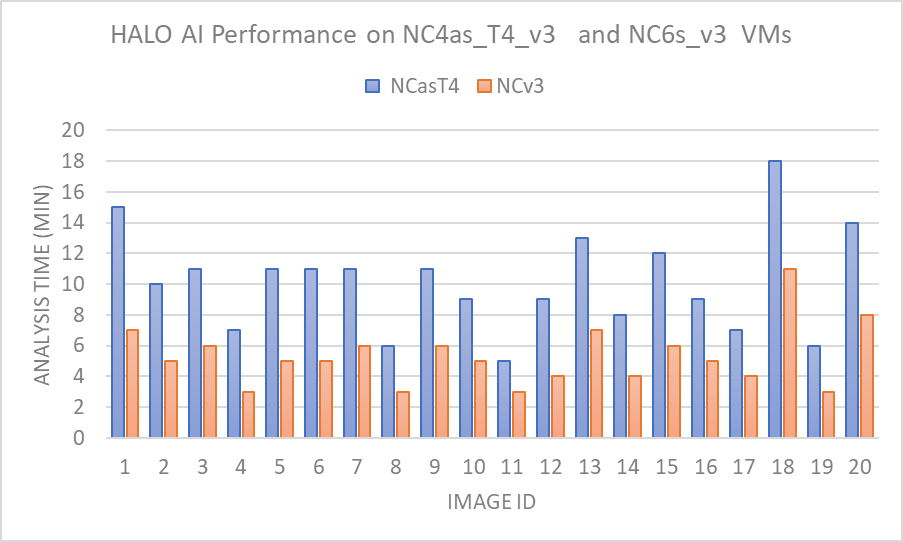 HALO AI Performance on NC4as_T4_v3 and NC6s_v3 VMs
NCasT4 NCv3
20
18
16
14
12
10
8
6
4
2
0
ANALYSIS TIME (MIN)
1 2 3 4 5 6 7 8 9 10 11 12 13 14 15 16 17 18 19 20
IMAGE ID